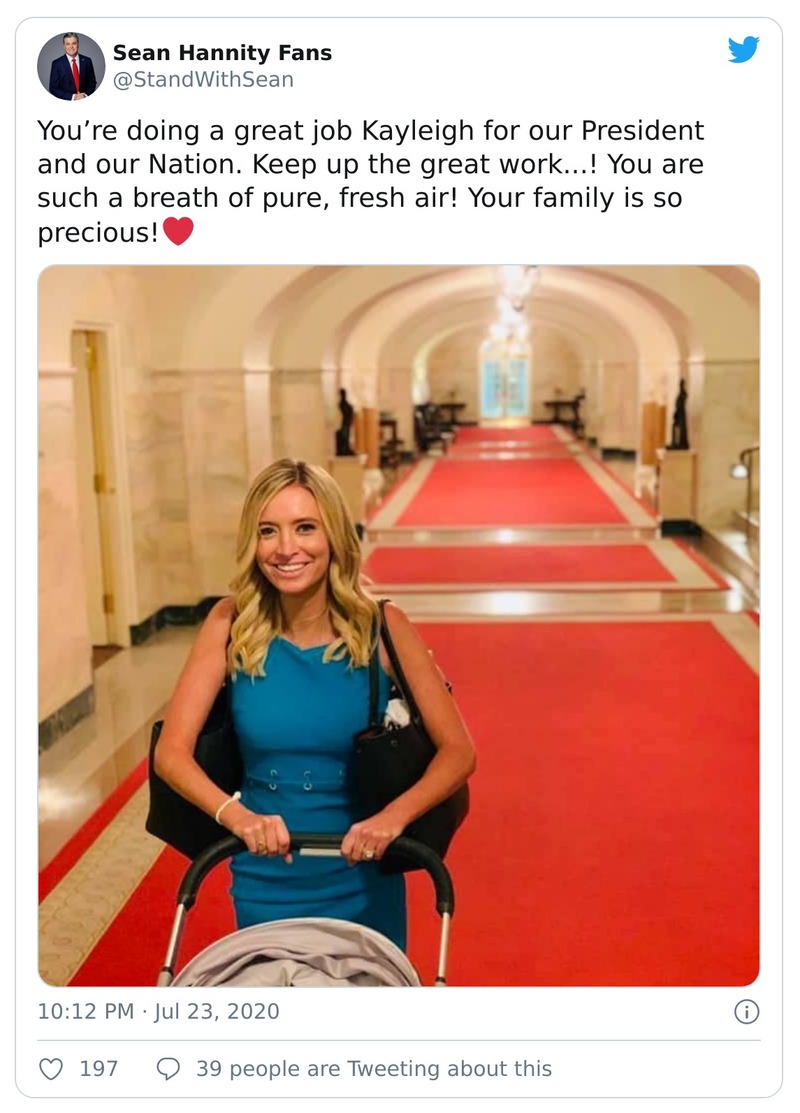 Sean Hannity Fans
@StandWithSean
You’re doing a great job Kayleigh for our President
and our Nation. Keep up the great work...! You are
such a breath of pure, fresh air! Your family is so
precious!❤️
10:12 PM · Jul 23, 2020
197
39 people are Tweeting about this